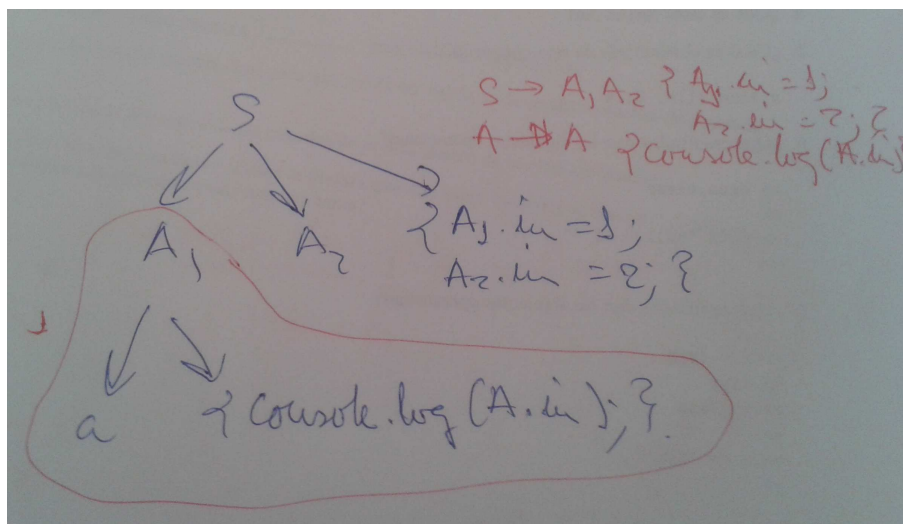 S → A₁ A₂ { A₁.in = 1;
A₂.in = 2; }
A → A {console.log(A.in)
S
A₁ A₂ { A₁.in = 1;
A₂.in = 2; }
1
a {console.log(A.in);}